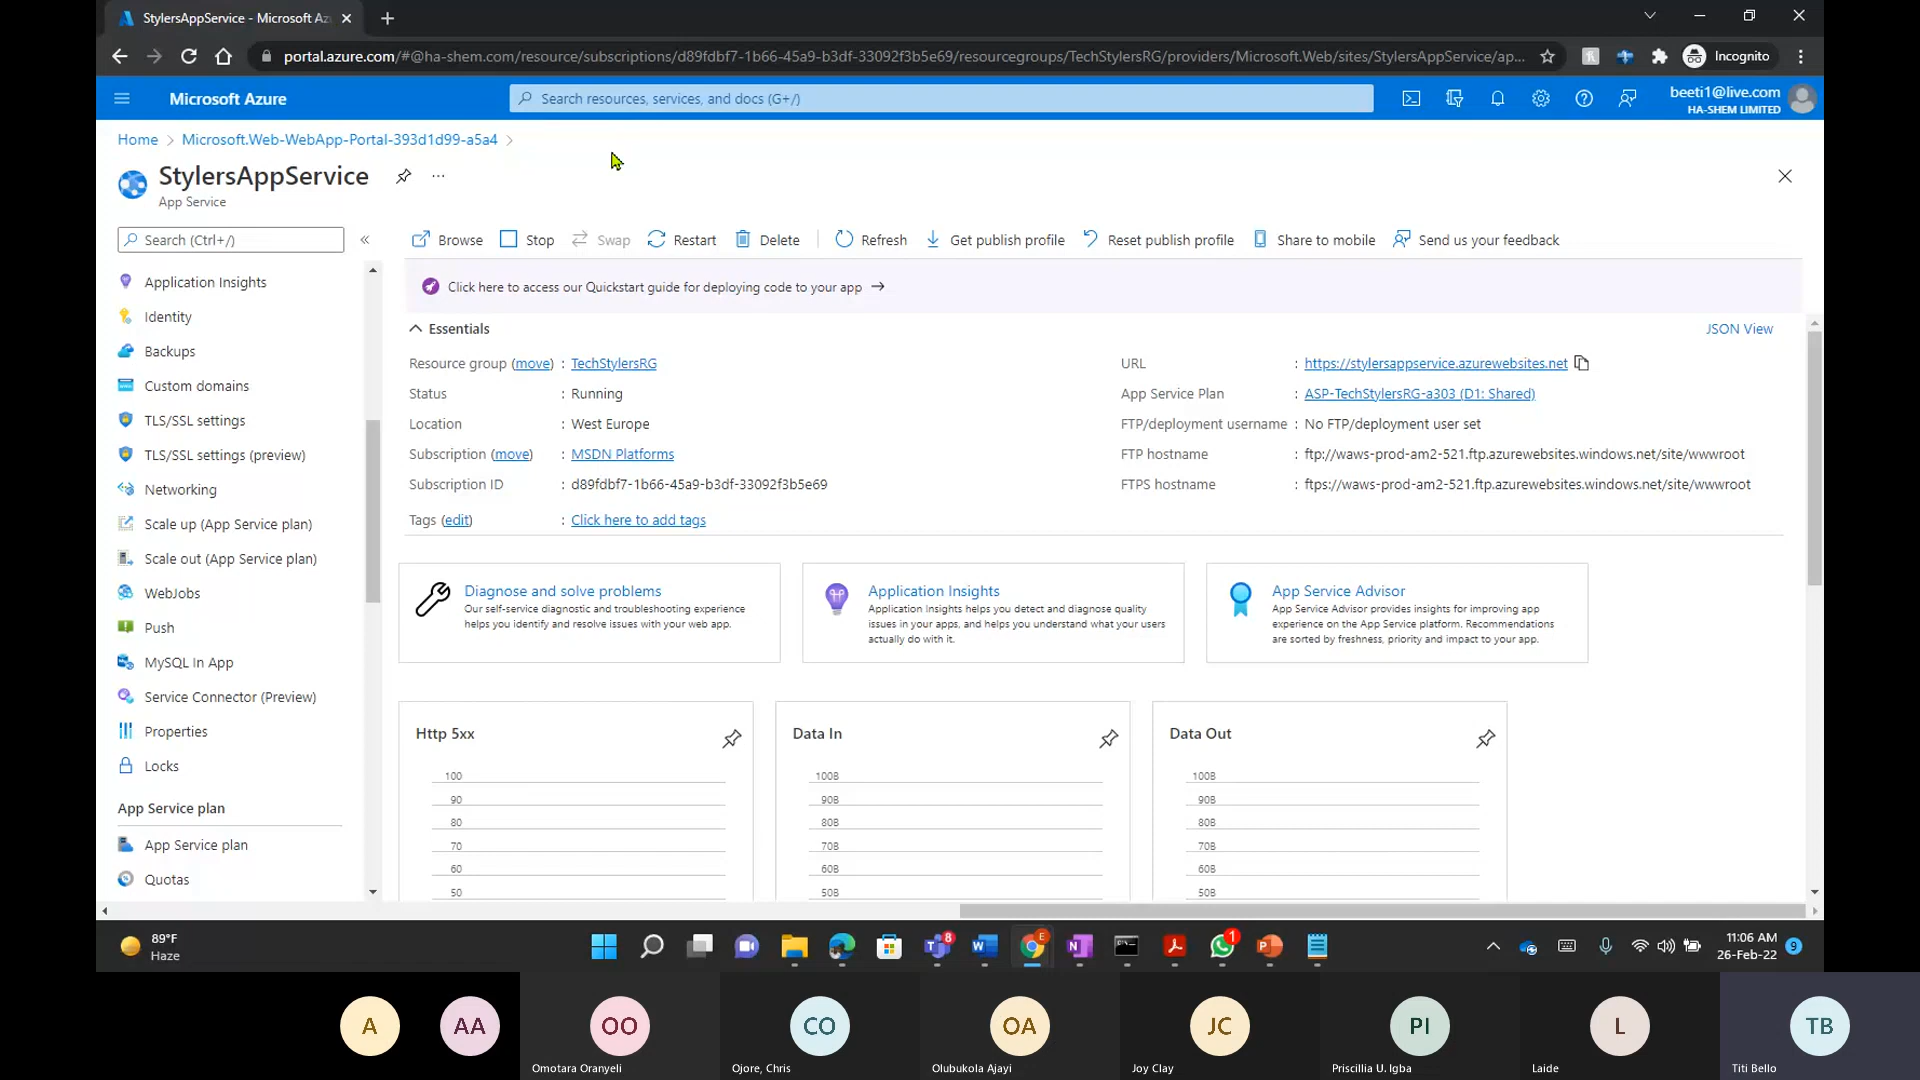 StylersAppService - Microsoft Az
portal.azure.com/#@ha-shem.com/resource/subscriptions/d89fdbf7-1b66-45a9-b3df-33092f3b5e69/resourcegroups/TechStylersRG/providers/Microsoft.Web/sites/StylersAppService/ap...
Incognito
Microsoft Azure
Search resources, services, and docs (G+/)
beeti1@live.com
HA-SHEM LIMITED
Home > Microsoft.Web-WebApp-Portal-393d1d99-a5a4 >
StylersAppService
App Service
Search (Ctrl+/)
Browse
Stop
Swap
Restart
Delete
Refresh
Get publish profile
Reset publish profile
Share to mobile
Send us your feedback
Application Insights
Identity
Backups
Custom domains
TLS/SSL settings
TLS/SSL settings (preview)
Networking
Scale up (App Service plan)
Scale out (App Service plan)
WebJobs
Push
MySQL In App
Service Connector (Preview)
Properties
Locks
App Service plan
App Service plan
Quotas
Click here to access our Quickstart guide for deploying code to your app →
Essentials
JSON View
Resource group (move) : TechStylersRG
Status : Running
Location : West Europe
Subscription (move) : MSDN Platforms
Subscription ID : d89fdbf7-1b66-45a9-b3df-33092f3b5e69
Tags (edit) : Click here to add tags
URL : https://stylersappservice.azurewebsites.net
App Service Plan : ASP-TechStylersRG-a303 (D1: Shared)
FTP/deployment username : No FTP/deployment user set
FTP hostname : ftp://waws-prod-am2-521.ftp.azurewebsites.windows.net/site/wwwroot
FTPS hostname : ftps://waws-prod-am2-521.ftp.azurewebsites.windows.net/site/wwwroot
Diagnose and solve problems
Our self-service diagnostic and troubleshooting experience
helps you identify and resolve issues with your web app.
Application Insights
Application Insights helps you detect and diagnose quality
issues in your apps, and helps you understand what your users
actually do with it.
App Service Advisor
App Service Advisor provides insights for improving app
experience on the App Service platform. Recommendations
are sorted by freshness, priority and impact to your app.
Http 5xx
100
90
80
70
60
50
Data In
100B
90B
80B
70B
60B
50B
Data Out
100B
90B
80B
70B
60B
50B
89°F
Haze
8
E
1
11:06 AM
26-Feb-22
9
A
AA
OO
Omotara Oranyeli
CO
Ojore, Chris
OA
Olubukola Ajayi
JC
Joy Clay
PI
Priscillia U. Igba
L
Laide
TB
Titi Bello